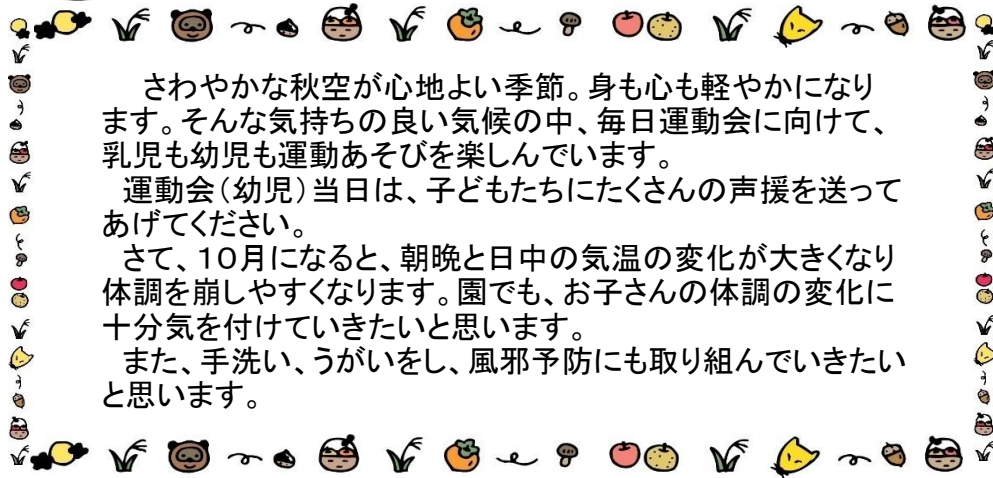 さわやかな秋空が心地よい季節。身も心も軽やかになり
ます。そんな気持ちの良い気候の中、毎日運動会に向けて、
乳児も幼児も運動あそびを楽しんでいます。
運動会（幼児）当日は、子どもたちにたくさんの声援を送って
あげてください。
さて、１０月になると、朝晩と日中の気温の変化が大きくなり
体調を崩しやすくなります。園でも、お子さんの体調の変化に
十分気を付けていきたいと思います。
また、手洗い、うがいをし、風邪予防にも取り組んでいきたい
と思います。